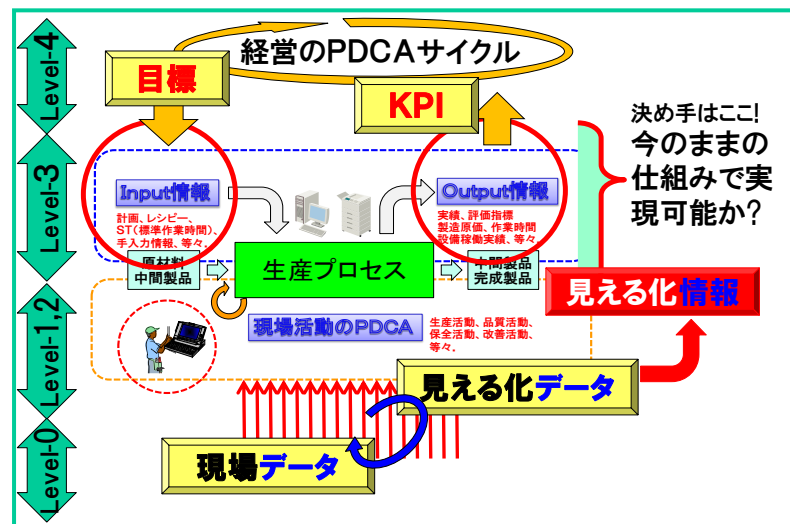 Level-4
経営のPDCAサイクル
目標
KPI
決め手はここ!
今のままの
仕組みで実
現可能か?
Level-3
Input情報
計画、レシピー、
ST(標準作業時間)、
手入力情報、等々.
Output情報
実績、評価指標
製造原価、作業時間
設備稼働実績、等々.
原材料
中間製品
生産プロセス
中間製品
完成製品
見える化情報
Level-1,2
現場活動のPDCA
生産活動、品質活動、
保全活動、改善活動、
等々.
見える化データ
Level-0
現場データ